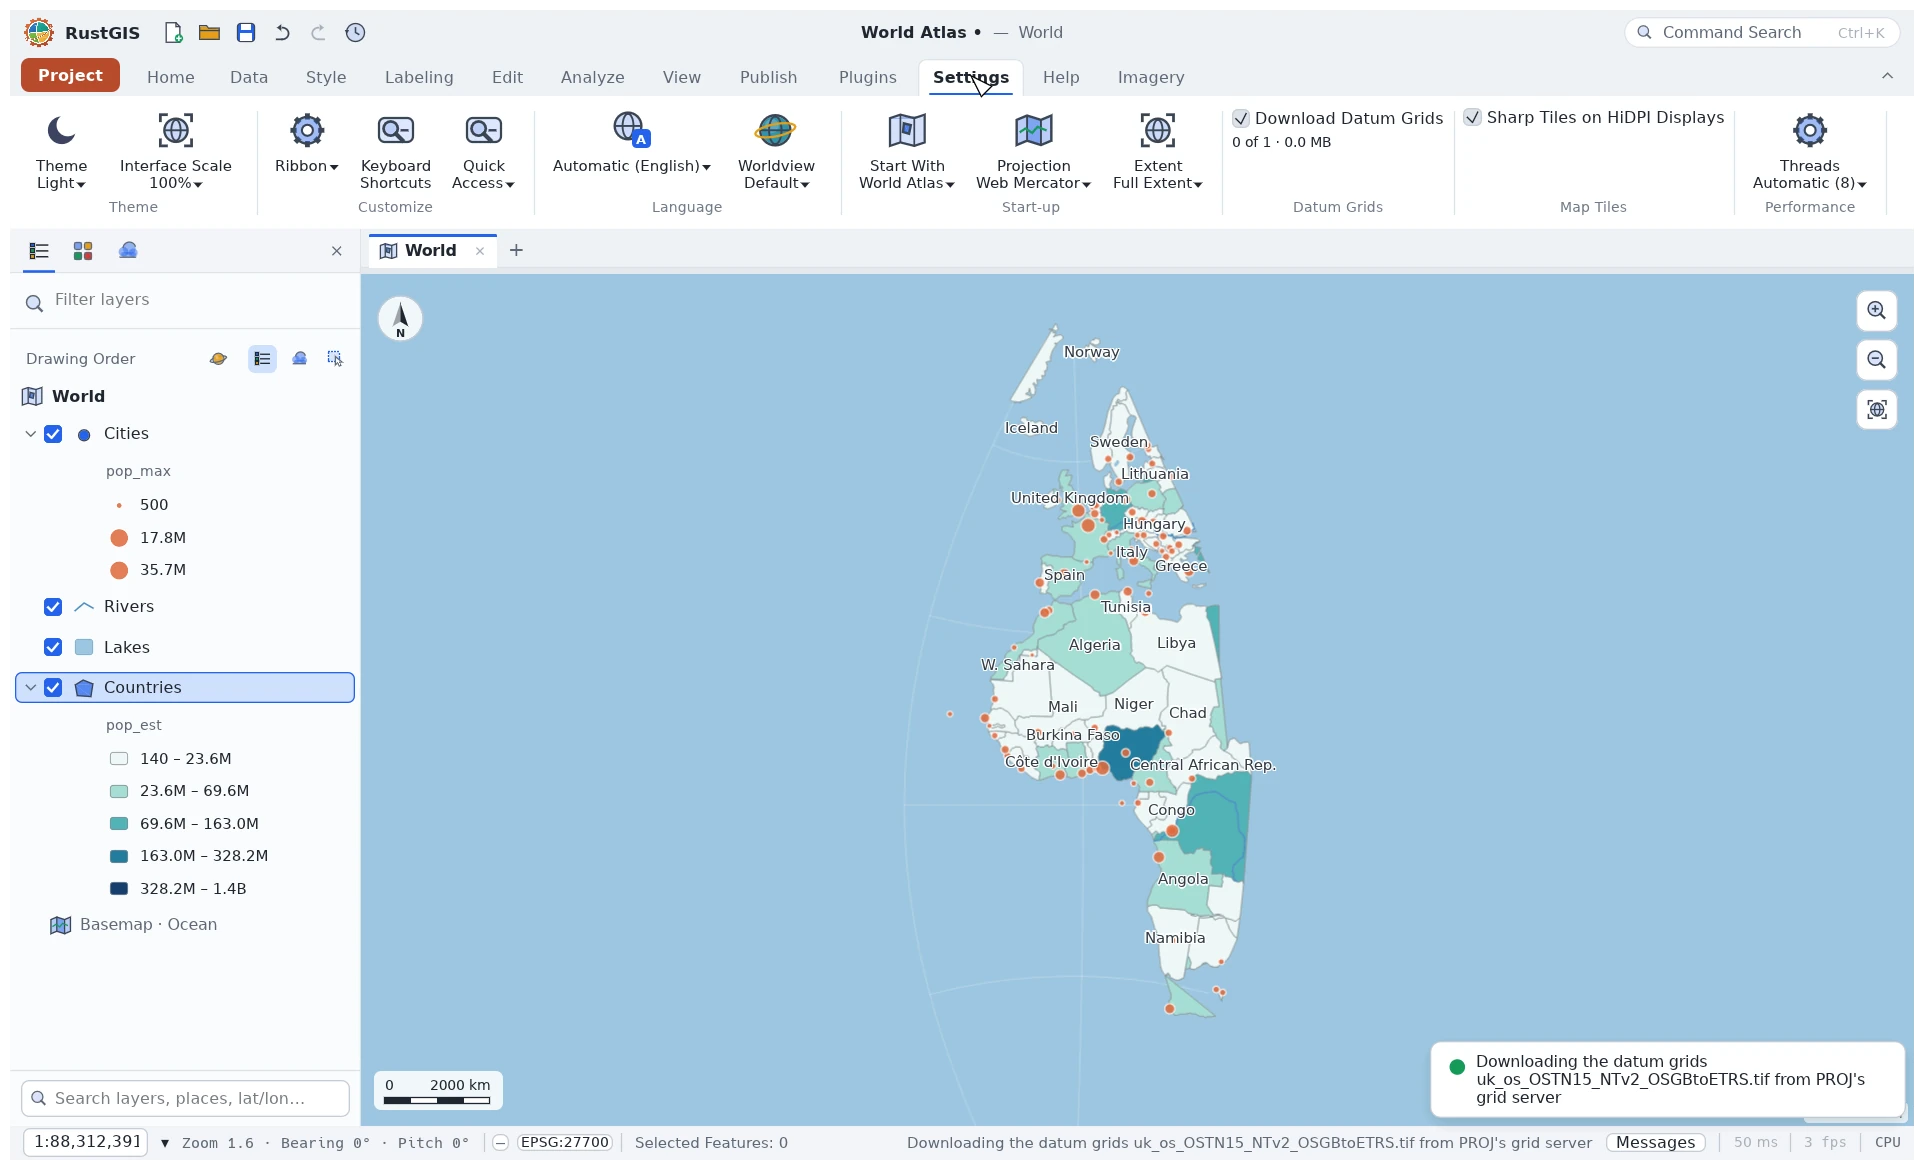 RustGIS
World Atlas • — World
Command Search Ctrl+K
Project Home Data Style Labeling Edit Analyze View Publish Plugins Settings Help Imagery
Theme
Light
Interface Scale
100%
Theme
Ribbon
Keyboard
Shortcuts
Quick
Access
Customize
A
Automatic (English)
Worldview
Default
Language
Start With
World Atlas
Projection
Web Mercator
Extent
Full Extent
Start-up
Download Datum Grids
0 of 1 · 0.0 MB
Datum Grids
Sharp Tiles on HiDPI Displays
Map Tiles
Threads
Automatic (8)
Performance
World
Filter layers
Drawing Order
World
Cities
pop_max
500
17.8M
35.7M
Rivers
Lakes
Countries
pop_est
140 – 23.6M
23.6M – 69.6M
69.6M – 163.0M
163.0M – 328.2M
328.2M – 1.4B
Basemap · Ocean
Search layers, places, lat/lon...
N
Norway
Iceland
Sweden
Lithuania
United Kingdom
Hungary
Italy
Greece
Spain
Tunisia
Algeria
Libya
W. Sahara
Mali
Niger
Chad
Burkina Faso
Côte d'Ivoire
Central African Rep.
Congo
Angola
Namibia
0 2000 km
Downloading the datum grids
uk_os_OSTN15_NTv2_OSGBtoETRS.tif from PROJ's
grid server
1:88,312,391 Zoom 1.6 · Bearing 0° · Pitch 0° EPSG:27700 Selected Features: 0 Downloading the datum grids uk_os_OSTN15_NTv2_OSGBtoETRS.tif from PROJ's grid server Messages 50 ms 3 fps CPU